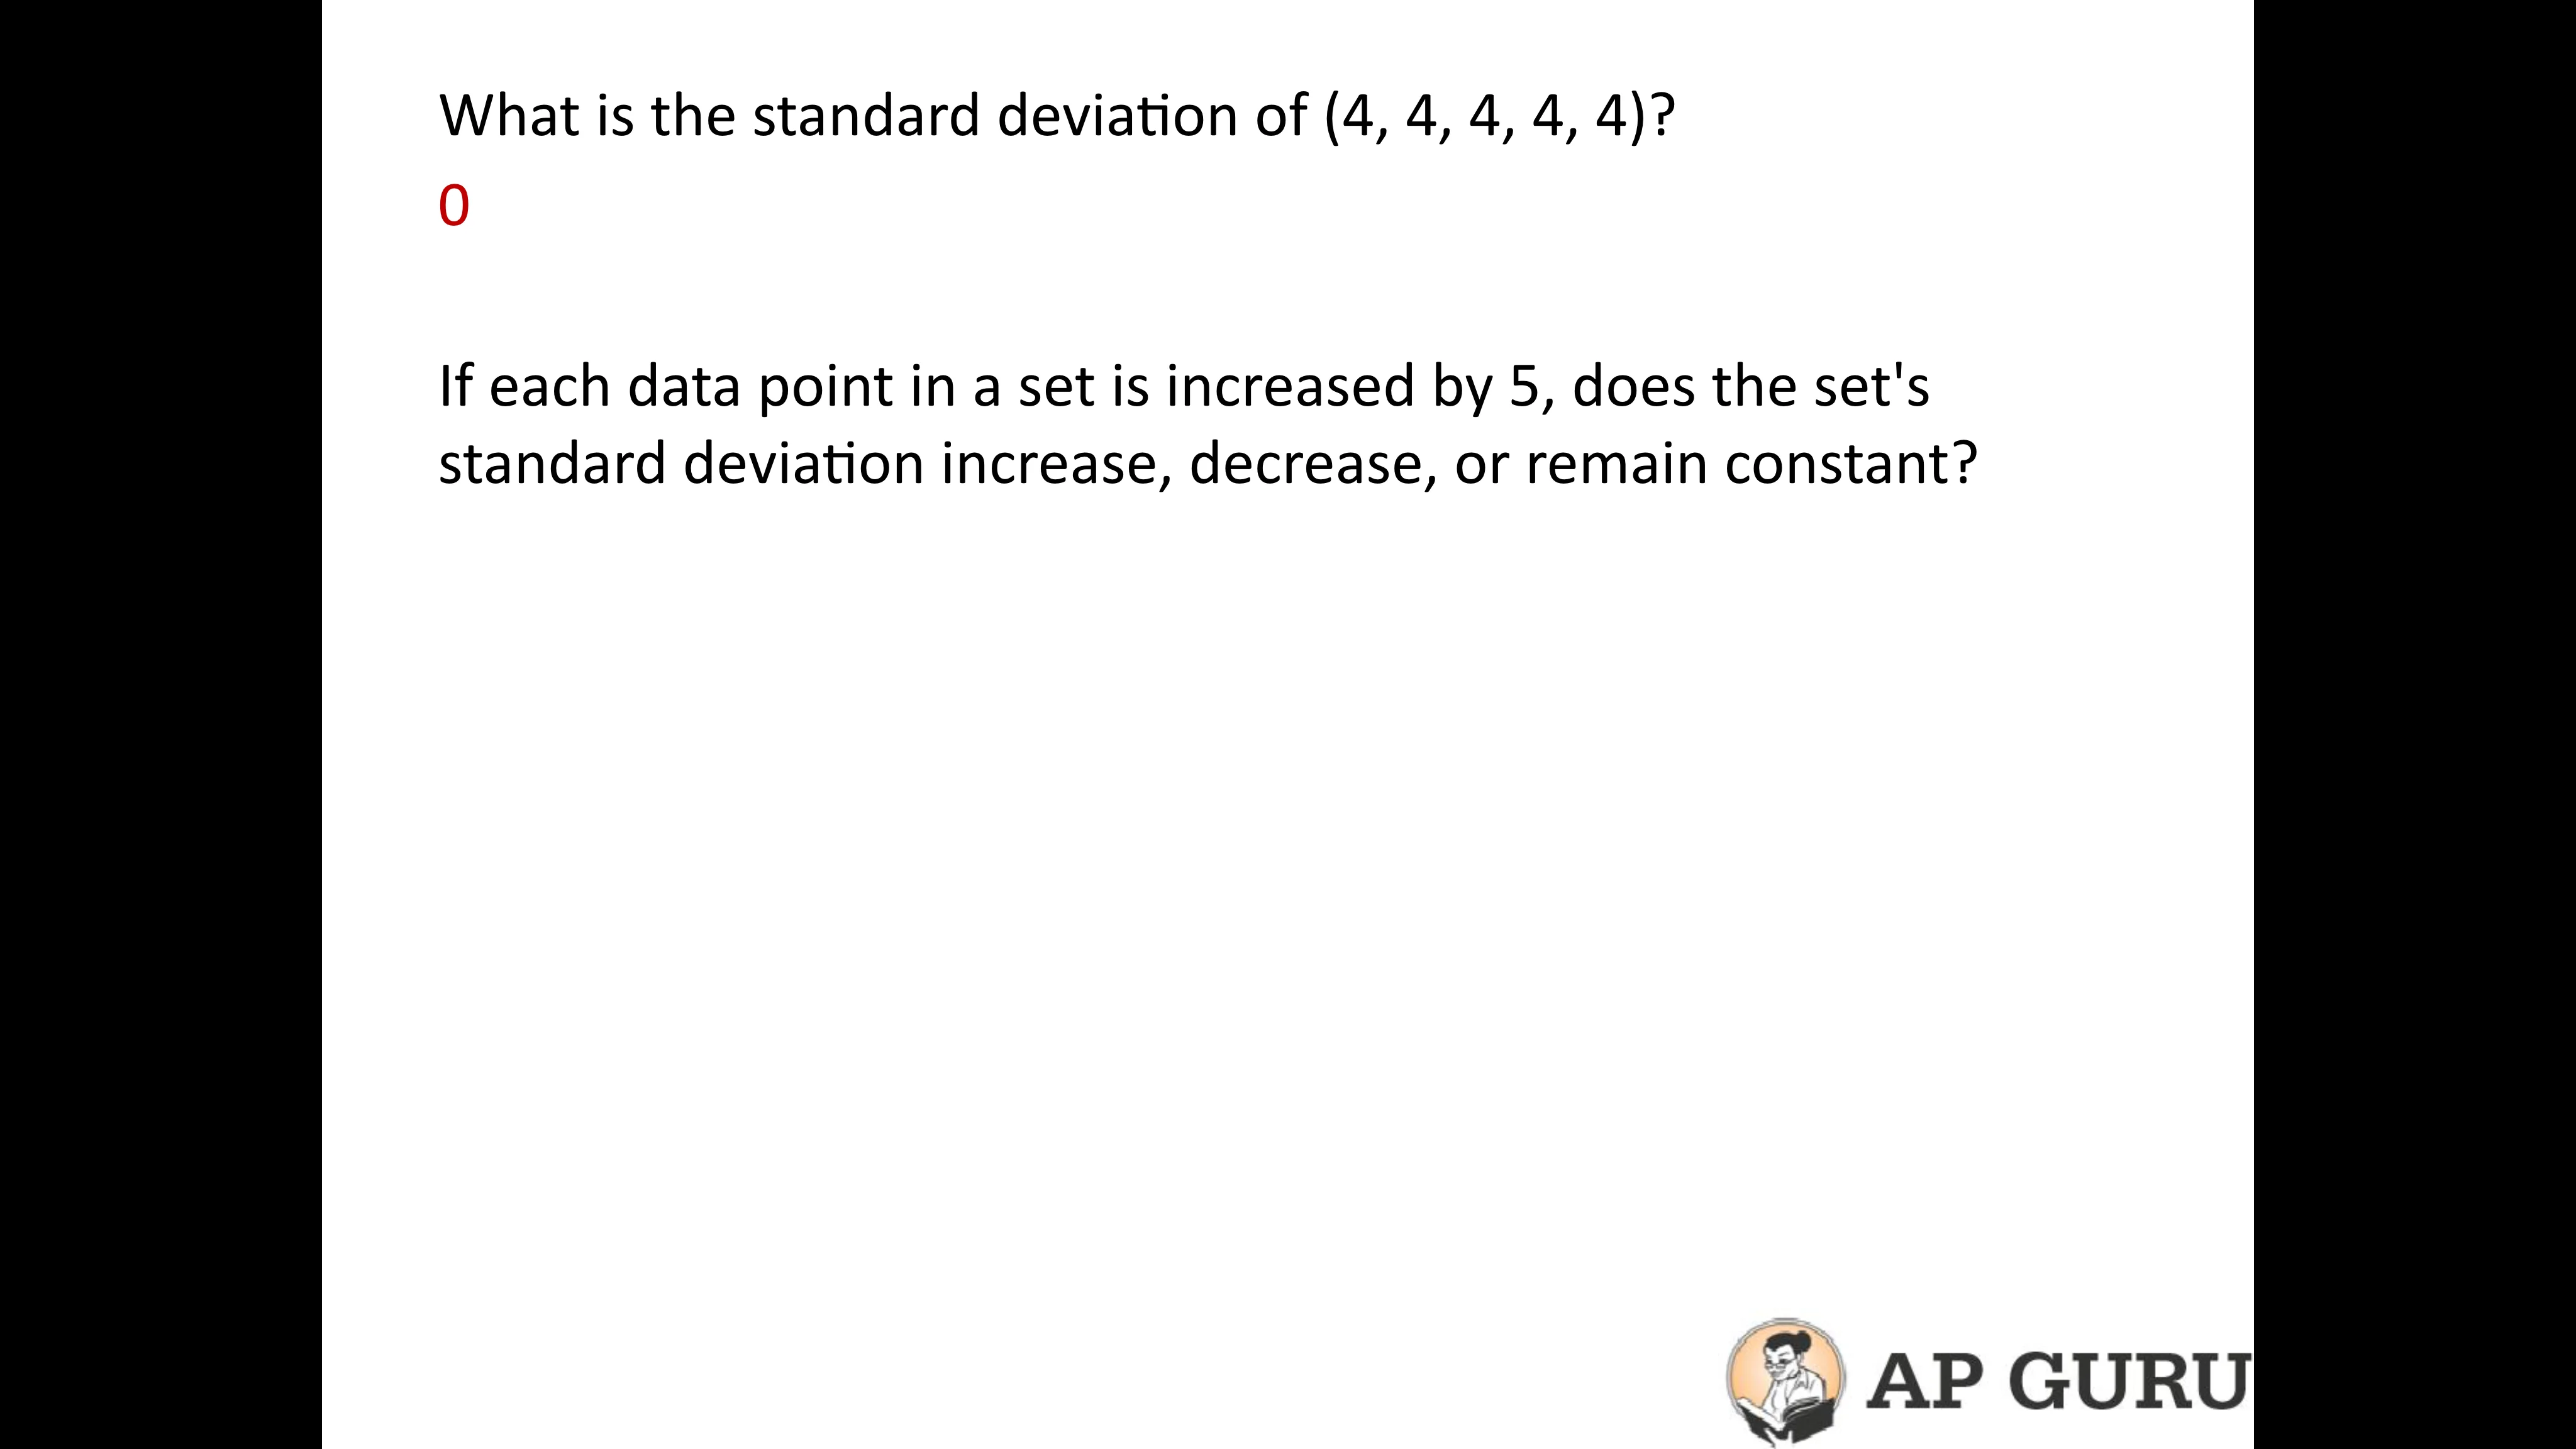 What is the standard deviation of (4, 4, 4, 4, 4)?
0
If each data point in a set is increased by 5, does the set's
standard deviation increase, decrease, or remain constant?
AP GURU